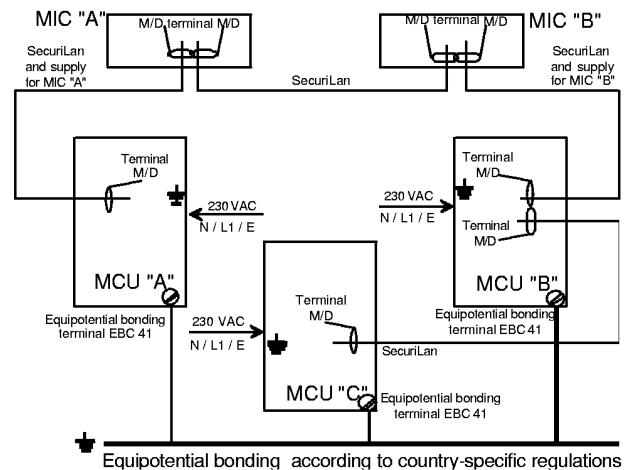 MIC "A"
M/D terminal M/D
M/D terminal M/D
MIC "B"
SecuriLan
and supply
for MIC "A"
SecuriLan
SecuriLan
and supply
for MIC "B"
Terminal
M/D
230 VAC
N / L1 / E
MCU "A"
Equipotential bonding
terminal EBC 41
230 VAC
N / L1 / E
Terminal
M/D
Terminal
M/D
MCU "B"
Equipotential bonding
terminal EBC 41
230 VAC
N / L1 / E
Terminal
M/D
SecuriLan
MCU "C"
Equipotential bonding
terminal EBC 41
Equipotential bonding according to country-specific regulations